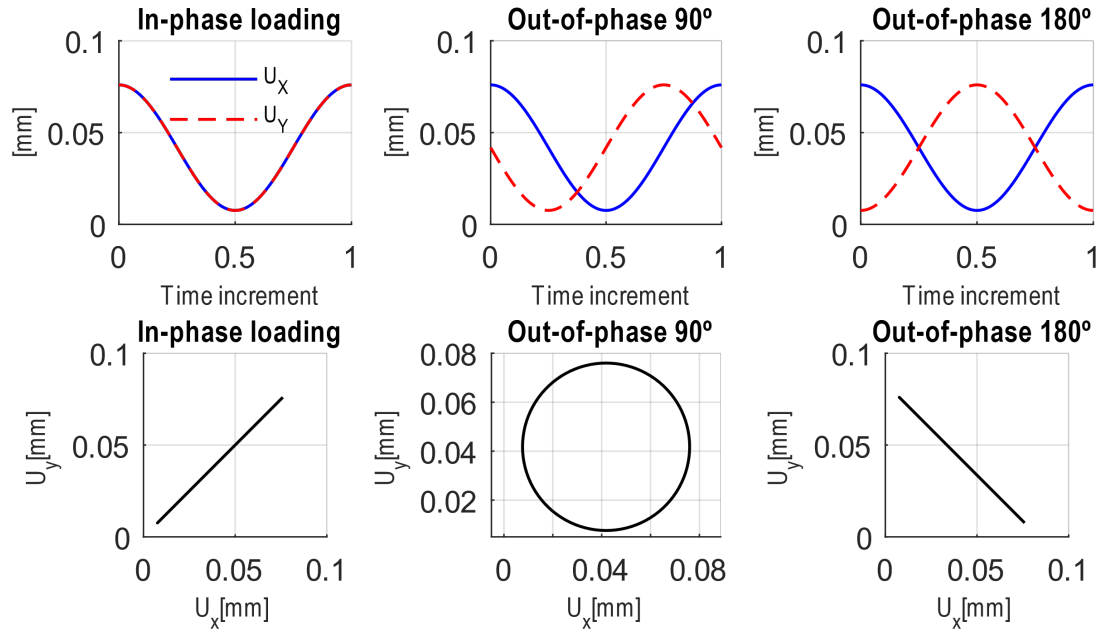 In-phase loading
0.1
0.05
0
[mm]
U_X
U_Y
0 0.5 1
Time increment
Out-of-phase 90º
0.1
0.05
0
[mm]
0 0.5 1
Time increment
Out-of-phase 180º
0.1
0.05
0
[mm]
0 0.5 1
Time increment
In-phase loading
0.1
0.05
0
U_y[mm]
0 0.05 0.1
U_x[mm]
Out-of-phase 90º
0.08
0.06
0.04
0.02
U_y[mm]
0 0.04 0.08
U_x[mm]
Out-of-phase 180º
0.1
0.05
0
U_y[mm]
0 0.05 0.1
U_x[mm]